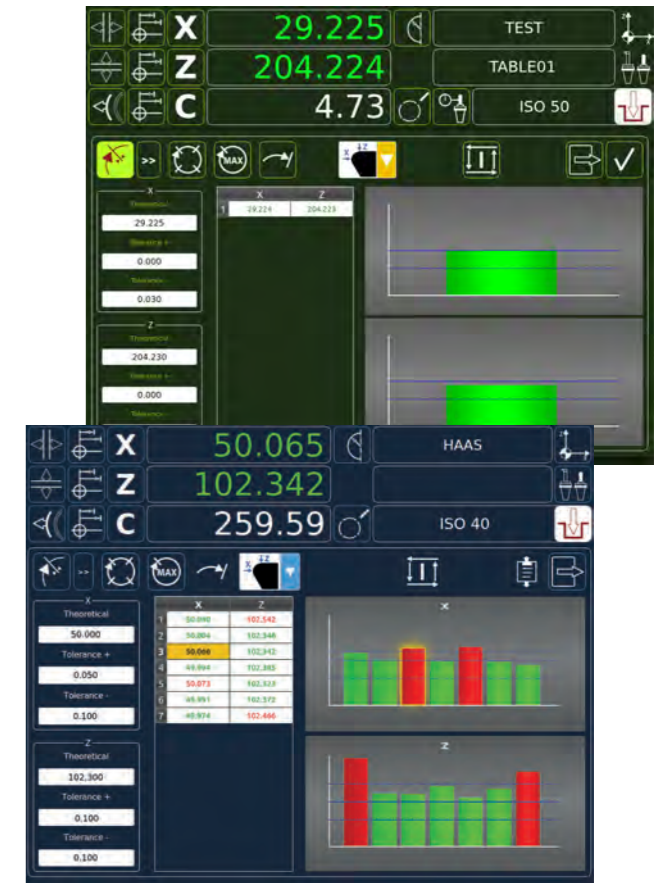 X 29.225 TEST
Z 204.224 TABLE01
C 4.73 ISO 50
>> MAX X Z
X
Theoretical
29.225
Tolerance +
0.000
Tolerance -
0.030
X Z
1 29.224 204.223
Z
Theoretical
204.230
Tolerance +
0.000
Tolerance -
X 50.065 HAAS
Z 102.342
C 259.59 ISO 40
>> MAX X Z
X
Theoretical
50.000
Tolerance +
0.050
Tolerance -
0.100
Z
Theoretical
102.300
Tolerance +
0.100
Tolerance -
0.100
X Z
1 102.542
2 50.004
3 50.066 102.342
4 49.994 102.385
5 50.073 102.323
6 49.991 102.372
7 49.974 102.466
X
Z